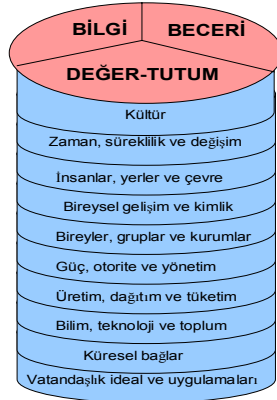 BİLGİ
BECERİ
DEĞER-TUTUM
Kültür
Zaman, süreklilik ve değişim
İnsanlar, yerler ve çevre
Bireysel gelişim ve kimlik
Bireyler, gruplar ve kurumlar
Güç, otorite ve yönetim
Üretim, dağıtım ve tüketim
Bilim, teknoloji ve toplum
Küresel bağlar
Vatandaşlık ideal ve uygulamaları